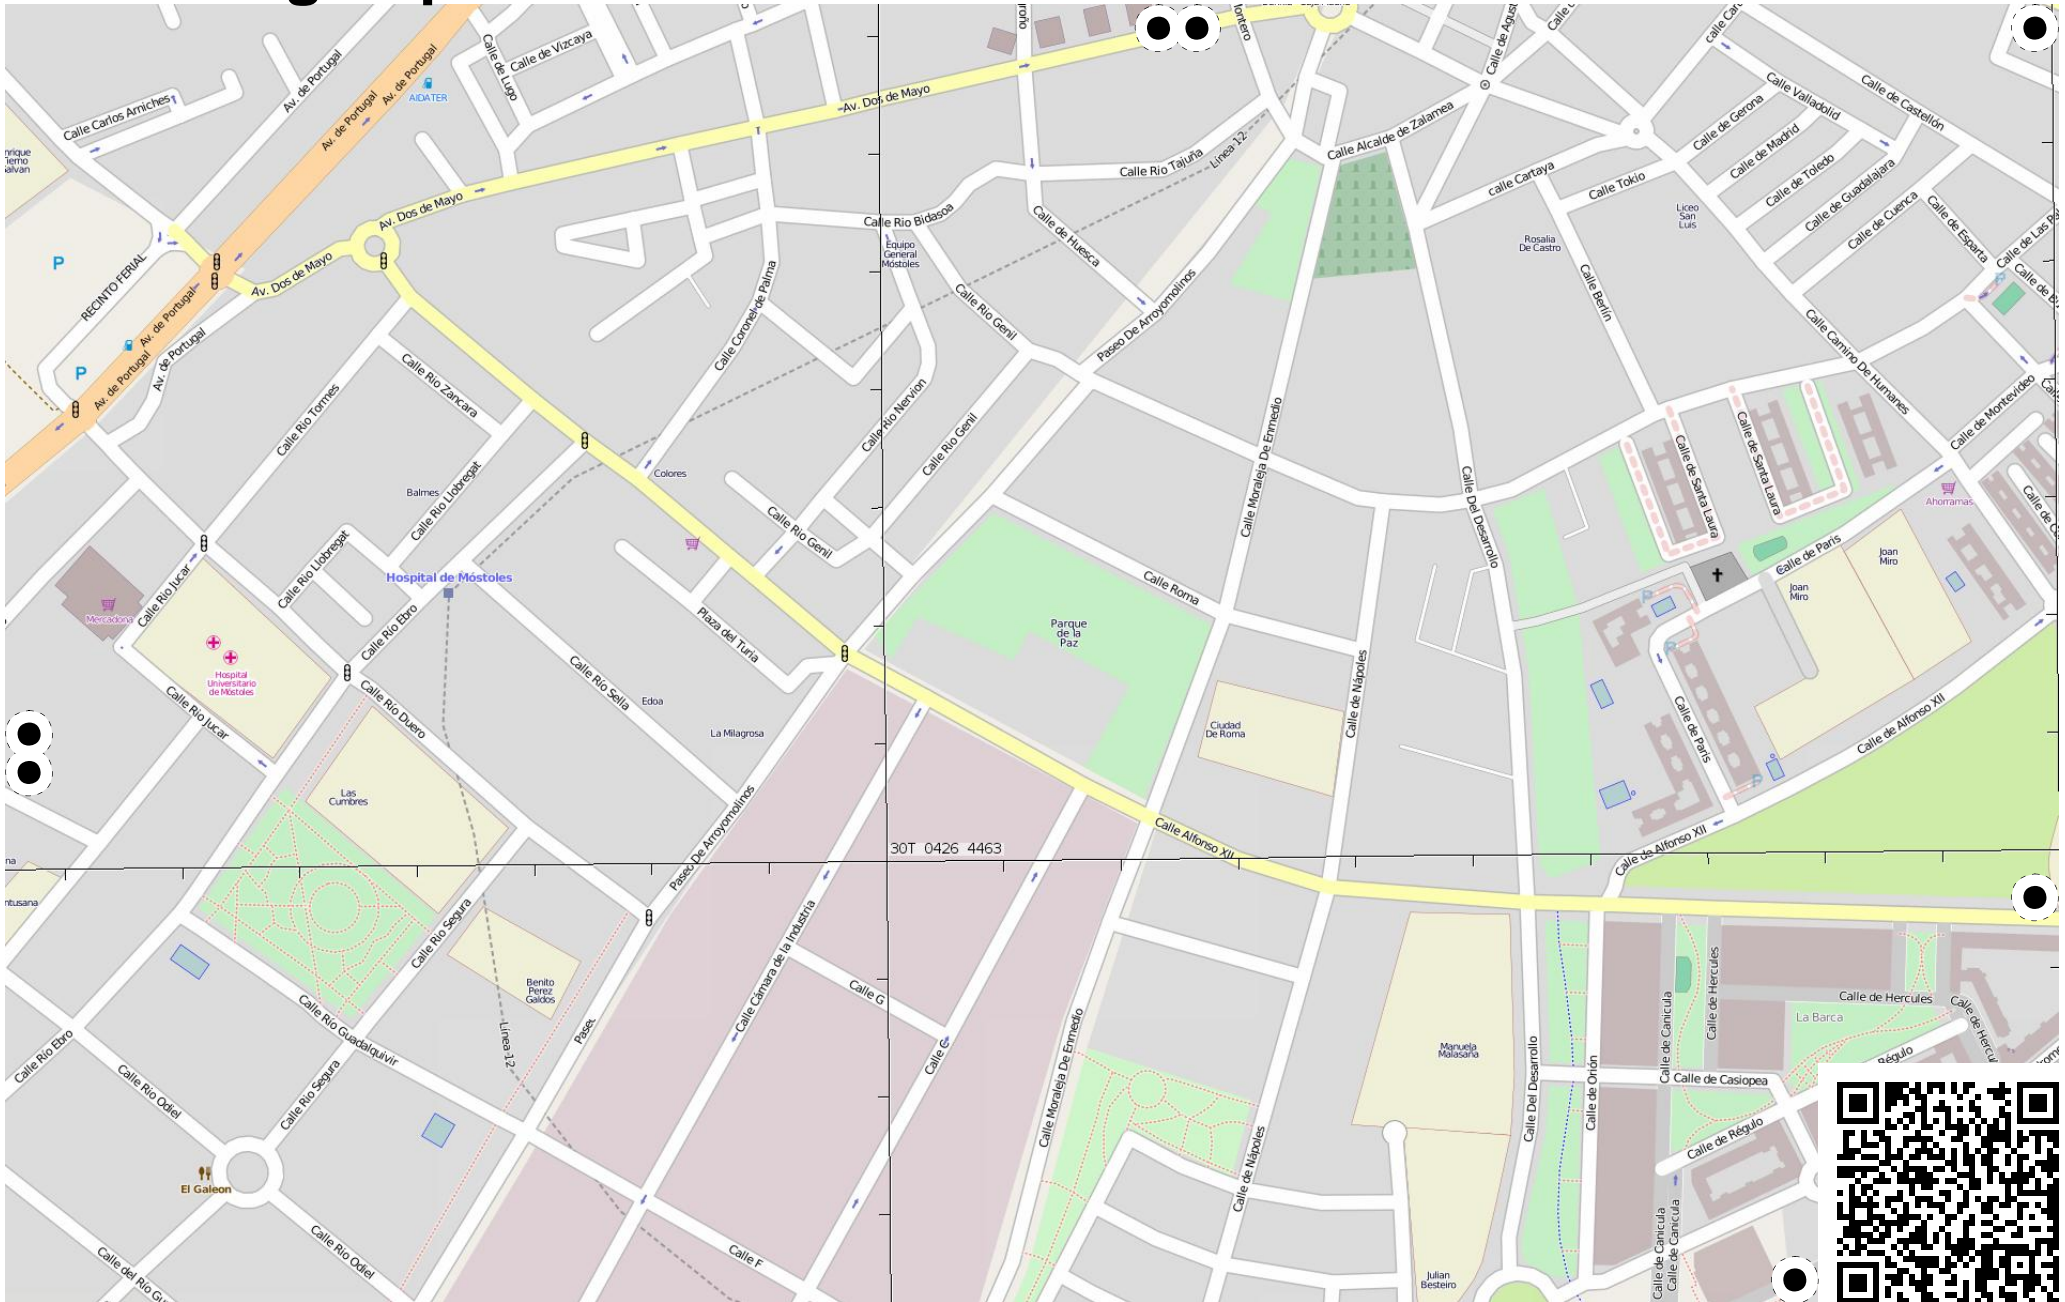 Calle de Vizcaya
Calle de Lugo
Av. de Portugal
Av. de Portugal
Av. de Portugal
AIDATER
Calle Carlos Arniches
Av. Dos de Mayo
Calle de Castellón
Calle Valladolid
Calle de Gerona
Calle de Madrid
Calle de Toledo
Calle de Guadalajara
Calle de Cuenca
Calle de Esparta
Calle Alcalde de Zalamea
Línea 12
Calle Rio Tajuña
calle Cartaya
Calle Tokio
Liceo
San
Luis
Rosalia
De Castro
Av. Dos de Mayo
Calle Rio Bidasoa
Equipo
General
Móstoles
Calle de Huesca
P
RECINTO FERIAL
Av. Dos de Mayo
Av. de Portugal
Av. de Portugal
Av. de Portugal
P
Calle Coronel de Palma
Calle Rio Genil
Paseo De Arroyomolinos
Calle Berlín
Calle Camino De Humanes
Calle de Montevideo
Calle Rio Zancara
Calle Rio Tormes
Calle Rio Nervion
Calle Rio Genil
Calle Moraleja De Enmedio
Calle Del Desarrollo
Calle de Santa Laura
Calle de Santa Laura
Ahorramas
Colores
Balmes
Calle Rio Llobregat
Calle Rio Genil
Calle Rio Llobregat
Hospital de Móstoles
Calle Rio Jucar
Mercadona
Calle Río Ebro
Hospital
Universitario
de Móstoles
Calle Rio Jucar
Plaza del Turia
Calle Roma
Parque
de la
Paz
Calle de Paris
Joan
Miro
Joan
Miro
P
P
Calle Río Sella
Edoa
La Milagrosa
Calle Rio Duero
Ciudad
De Roma
Calle de Nápoles
Calle de Paris
Calle de Alfonso XII
P
Las
Cumbres
Paseo De Arroyomolinos
Calle Alfonso XII
30T 0426 4463
Calle de Alfonso XII
Calle Rio Segura
Benito
Perez
Galdos
Calle Cámara de la Industria
Calle G
Calle Río Guadalquivir
Línea 12
Calle Río Ebro
Calle Río Odiel
Calle Rio Segura
Calle Moraleja De Enmedio
Manuela
Malasaña
Calle Del Desarrollo
Calle de Orión
Calle de Canicula
Calle de Hercules
Calle de Hercules
La Barca
Calle de Casiopea
Calle de Régulo
Calle de Nápoles
El Galeon
Calle Río Odiel
Calle F
Julian
Besteiro
Calle de Canicula
Calle de Canicula